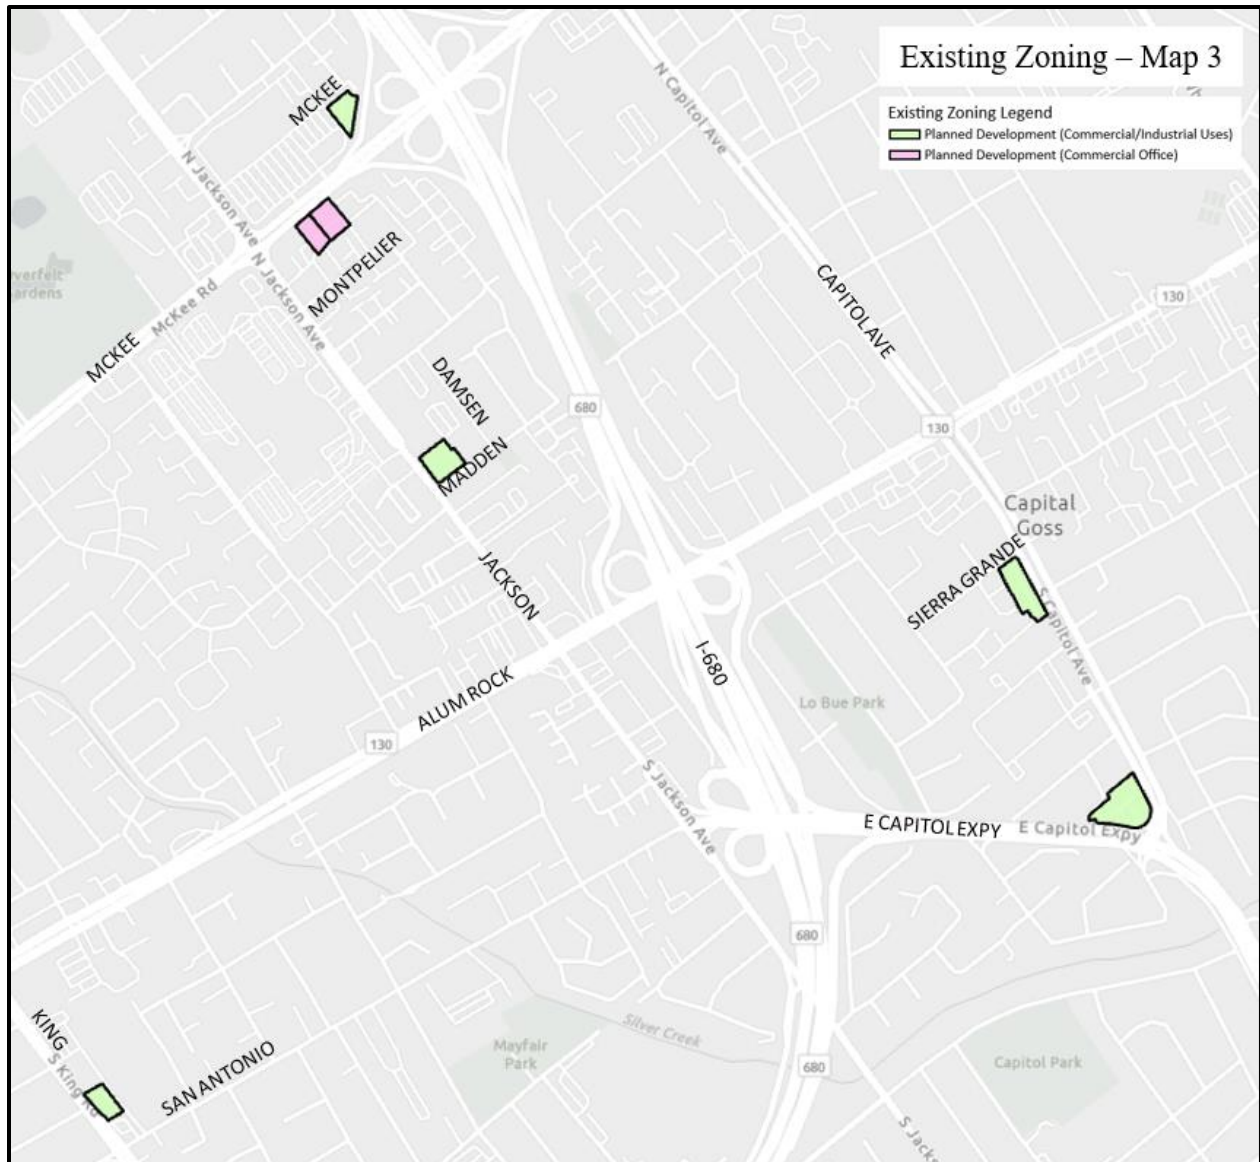 Existing Zoning – Map 3
Existing Zoning Legend
Planned Development (Commercial/Industrial Uses)
Planned Development (Commercial Office)
MCKEE
N Capitol Ave
N Jackson Ave
N Jackson Ave
MONTPELIER
CAPITOL AVE
130
McKee Rd
MCKEE
DAMSEN
680
130
MADDEN
Capital
Goss
JACKSON
SIERRA GRANDE
S Capitol Ave
I-680
ALUM ROCK
Lo Bue Park
130
S Jackson Ave
E CAPITOL EXPY
E Capitol Expy
680
KING
S King Rd
SAN ANTONIO
Silver Creek
Mayfair
Park
Capitol Park
680
S Jacks